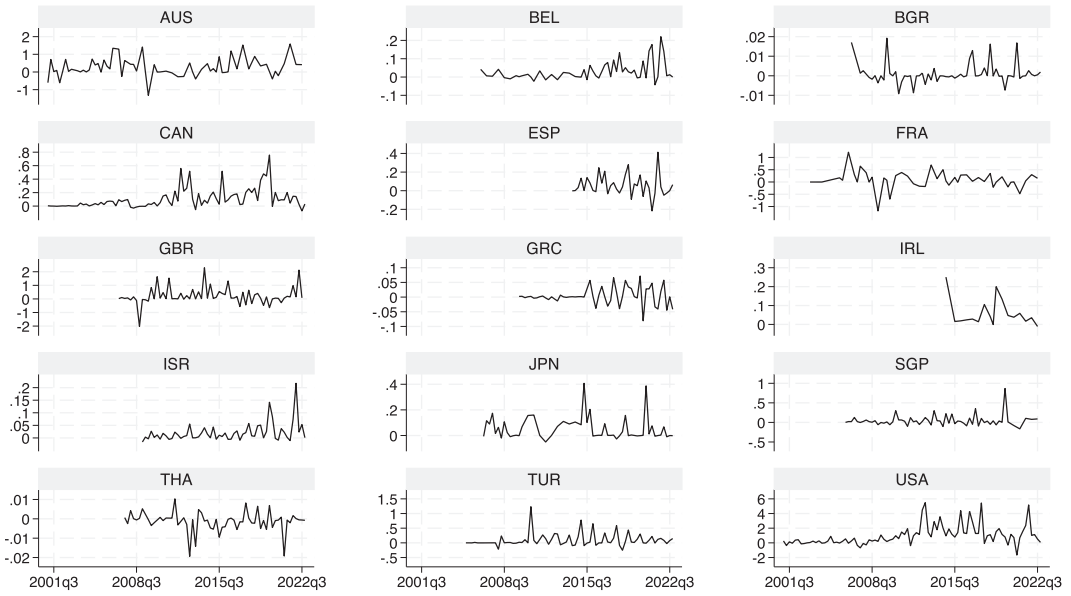 AUS BEL BGR
2 .2 .02
1 .1 .01
0 0 0
-1 -.1 -.01
CAN ESP FRA
.8 .4 1
.6 .2 .5
.4 0 0
.2 -.2 -.5
0 -1
GBR GRC IRL
2 .1 .3
1 .05 .2
0 0 .1
-1 -.05 0
-2 -.1
ISR JPN SGP
.2 .4 1
.15 .2 .5
.1 0 0
.05 -.5
0
THA TUR USA
.01 1.5 6
0 1 4
-.01 .5 2
-.02 0 0
-.5 -2
2001q3 2008q3 2015q3 2022q3 2001q3 2008q3 2015q3 2022q3 2001q3 2008q3 2015q3 2022q3